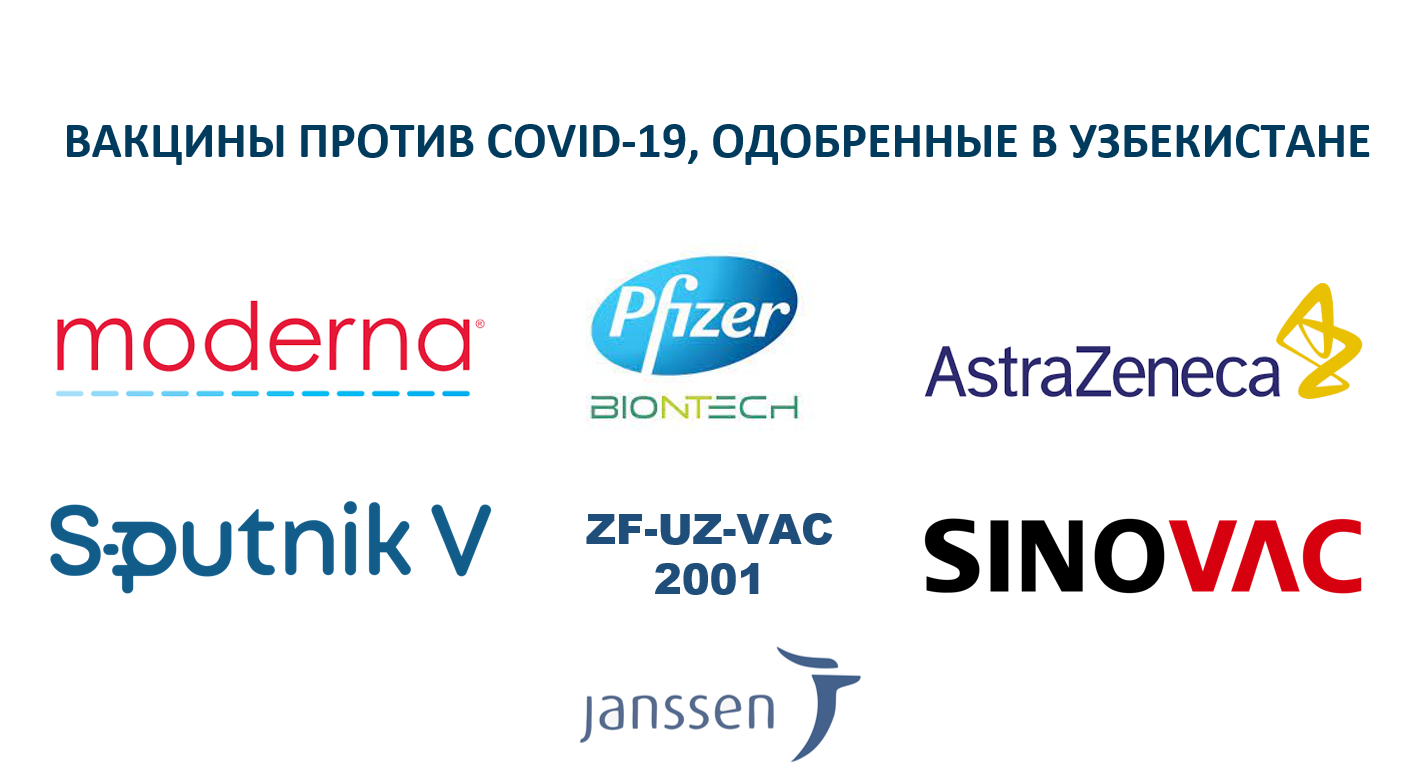 ВАКЦИНЫ ПРОТИВ COVID-19, ОДОБРЕННЫЕ В УЗБЕКИСТАНЕ
moderna®
Pfizer
BIONTECH
AstraZeneca
Sputnik V
ZF-UZ-VAC
2001
SINOVAC
janssen